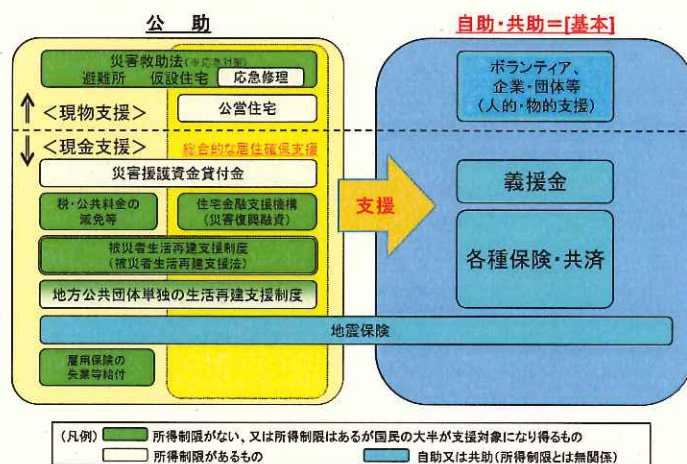 公 助
自助・共助=[基本]
災害救助法(※応急対策)
避難所 仮設住宅 応急修理
公営住宅
↑ <現物支援>
↓ <現金支援>
総合的な居住確保支援
災害援護資金貸付金
税・公共料金の
減免等
住宅金融支援機構
(災害復興融資)
被災者生活再建支援制度
(被災者生活再建支援法)
地方公共団体単独の生活再建支援制度
地震保険
雇用保険の
失業等給付
支援
ボランティア、
企業・団体等
(人的・物的支援)
義援金
各種保険・共済
(凡例) 所得制限がない、又は所得制限はあるが国民の大半が支援対象になり得るもの
所得制限があるもの 自助又は共助(所得制限とは無関係)